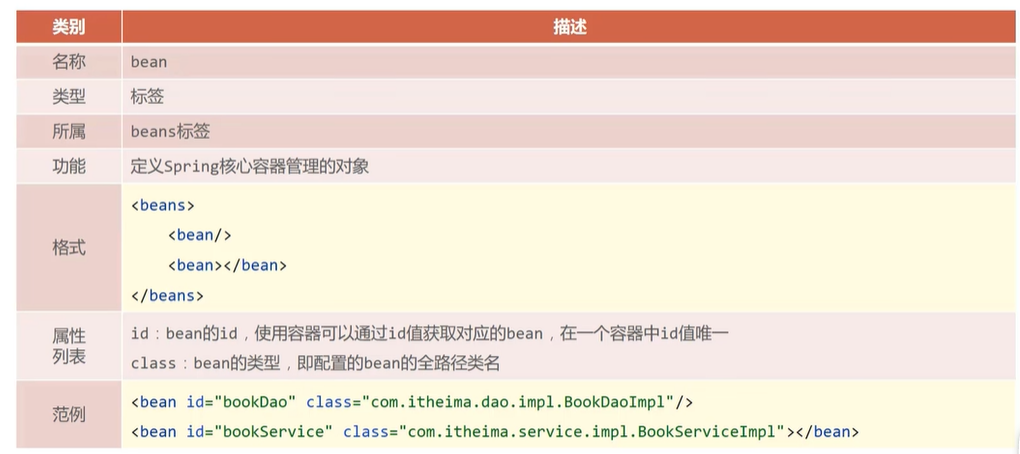 类别 描述
名称 bean
类型 标签
所属 beans标签
功能 定义Spring核心容器管理的对象
格式
<beans>
<bean/>
<bean></bean>
</beans>
属性
列表
id：bean的id，使用容器可以通过id值获取对应的bean，在一个容器中id值唯一
class：bean的类型，即配置的bean的全路径类名
范例
<bean id="bookDao" class="com.itheima.dao.impl.BookDaoImpl"/>
<bean id="bookService" class="com.itheima.service.impl.BookServiceImpl"></bean>